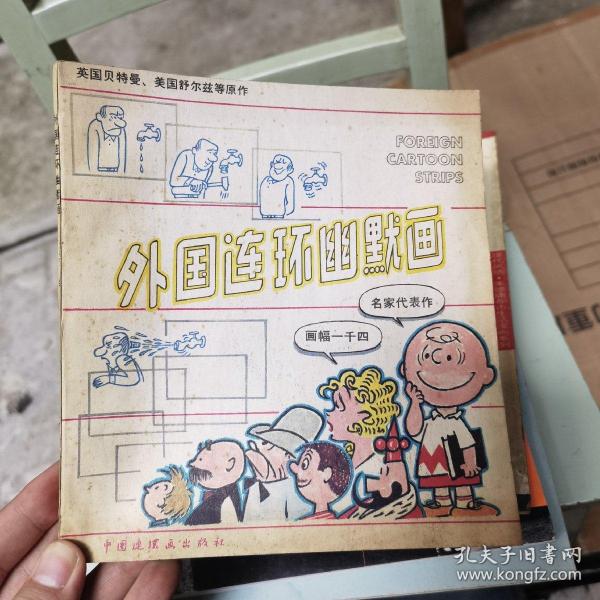 英国贝特曼、美国舒尔兹等原作
FOREIGN
CARTOON
STRIPS
外国连环幽默画
名家代表作
画幅一千四
中国连环画出版社
孔夫子旧书网
www.kongfz.com